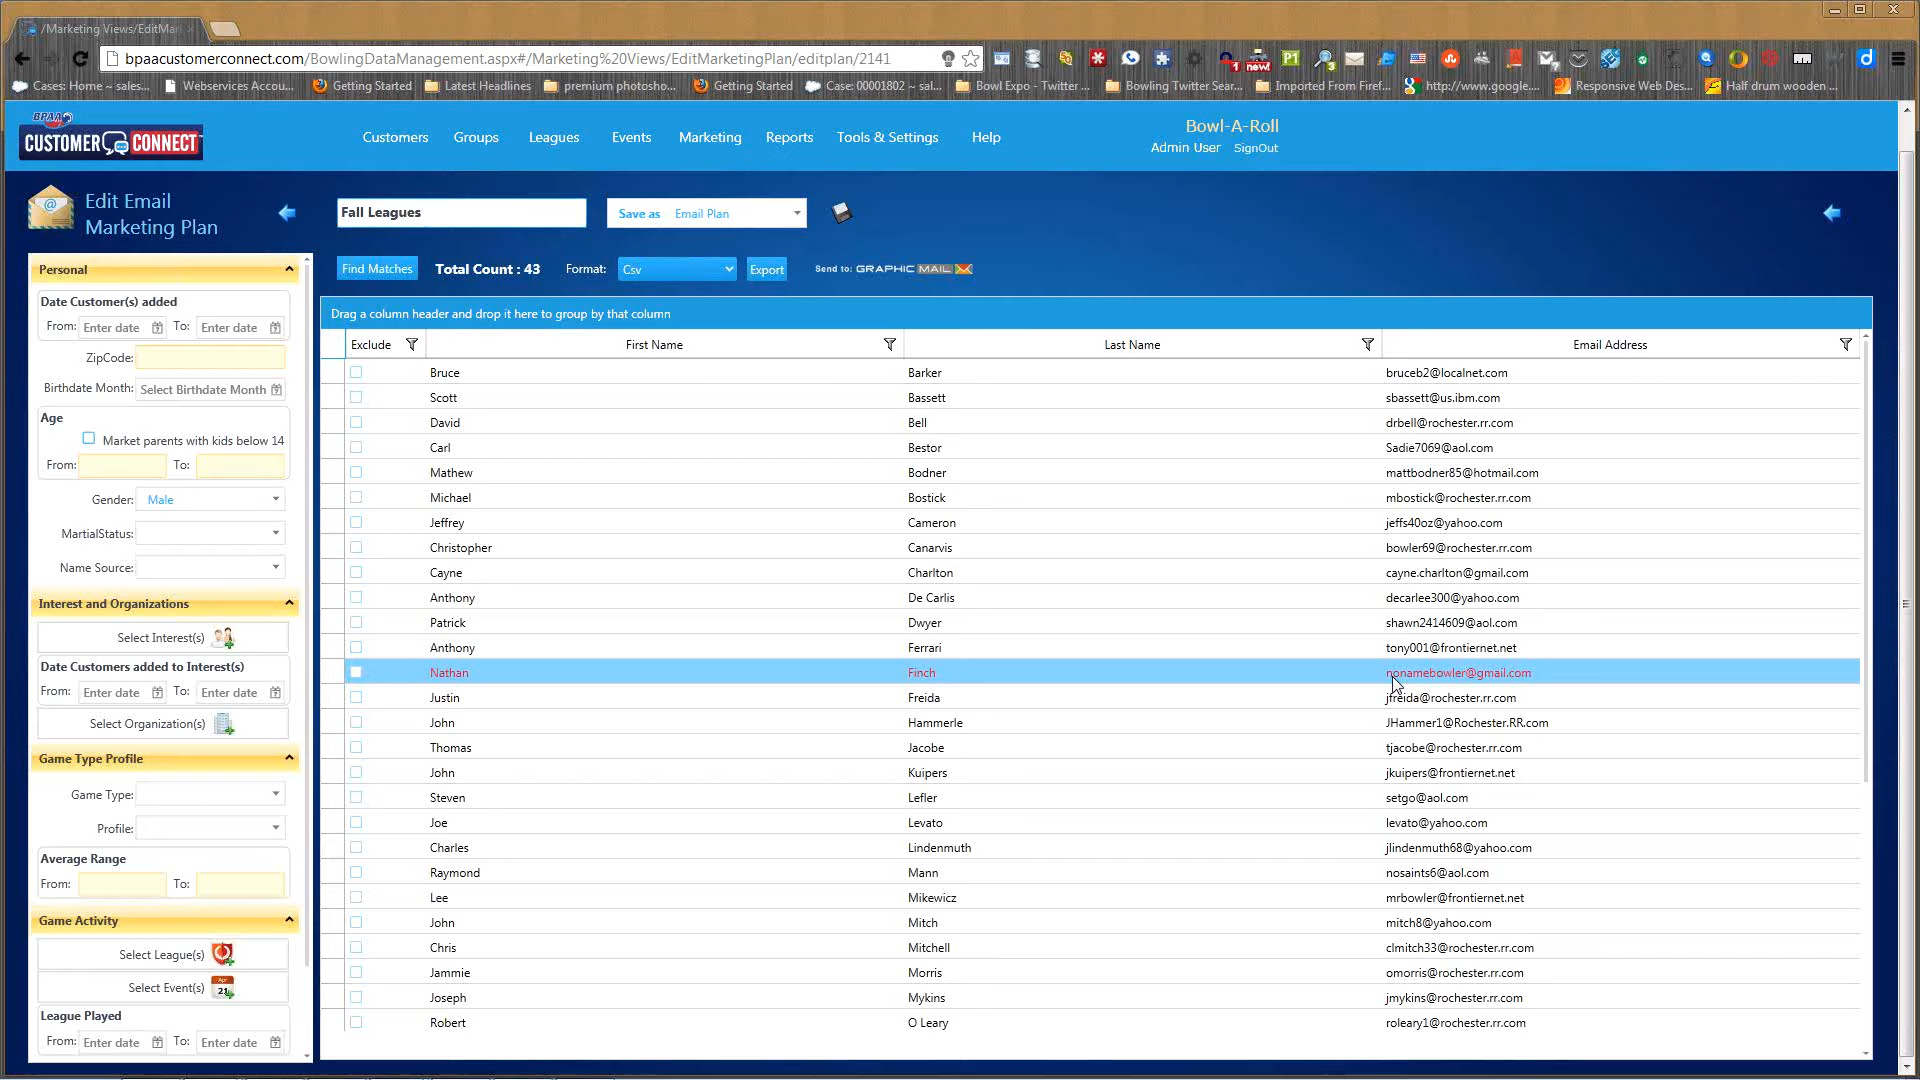 /Marketing Views/EditMar
bpaacustomerconnect.com/BowlingDataManagement.aspx#/Marketing%20Views/EditMarketingPlan/editplan/2141
Cases: Home ~ sales... Webservices Accou... Getting Started Latest Headlines premium photosho... Getting Started Case: 00001802 ~ sal... Bowl Expo - Twitter ... Bowling Twitter Sear... Imported From Firef... http://www.google.... Responsive Web Des... Half drum wooden ...
BPAA
CUSTOMER CONNECT
Customers Groups Leagues Events Marketing Reports Tools & Settings Help
Bowl-A-Roll
Admin User SignOut
Edit Email
Marketing Plan
Fall Leagues
Save as Email Plan
Find Matches Total Count : 43 Format: Csv Export Send to: GRAPHICMAIL
Personal
Date Customer(s) added
From: Enter date To: Enter date
ZipCode:
Birthdate Month: Select Birthdate Month
Age
Market parents with kids below 14
From: To:
Gender: Male
MartialStatus:
Name Source:
Interest and Organizations
Select Interest(s)
Date Customers added to Interest(s)
From: Enter date To: Enter date
Select Organization(s)
Game Type Profile
Game Type:
Profile:
Average Range
From: To:
Game Activity
Select League(s)
Select Event(s)
Apr
21
League Played
From: Enter date To: Enter date
Drag a column header and drop it here to group by that column
Exclude First Name Last Name Email Address
Bruce Barker bruceb2@localnet.com
Scott Bassett sbassett@us.ibm.com
David Bell drbell@rochester.rr.com
Carl Bestor Sadie7069@aol.com
Mathew Bodner mattbodner85@hotmail.com
Michael Bostick mbostick@rochester.rr.com
Jeffrey Cameron jeffs40oz@yahoo.com
Christopher Canarvis bowler69@rochester.rr.com
Cayne Charlton cayne.charlton@gmail.com
Anthony De Carlis decarlee300@yahoo.com
Patrick Dwyer shawn2414609@aol.com
Anthony Ferrari tony001@frontiernet.net
Nathan Finch nonamebowler@gmail.com
Justin Freida jfreida@rochester.rr.com
John Hammerle JHammer1@Rochester.RR.com
Thomas Jacobe tjacobe@rochester.rr.com
John Kuipers jkuipers@frontiernet.net
Steven Lefler setgo@aol.com
Joe Levato levato@yahoo.com
Charles Lindenmuth jlindenmuth68@yahoo.com
Raymond Mann nosaints6@aol.com
Lee Mikewicz mrbowler@frontiernet.net
John Mitch mitch8@yahoo.com
Chris Mitchell clmitch33@rochester.rr.com
Jammie Morris omorris@rochester.rr.com
Joseph Mykins jmykins@rochester.rr.com
Robert O Leary roleary1@rochester.rr.com